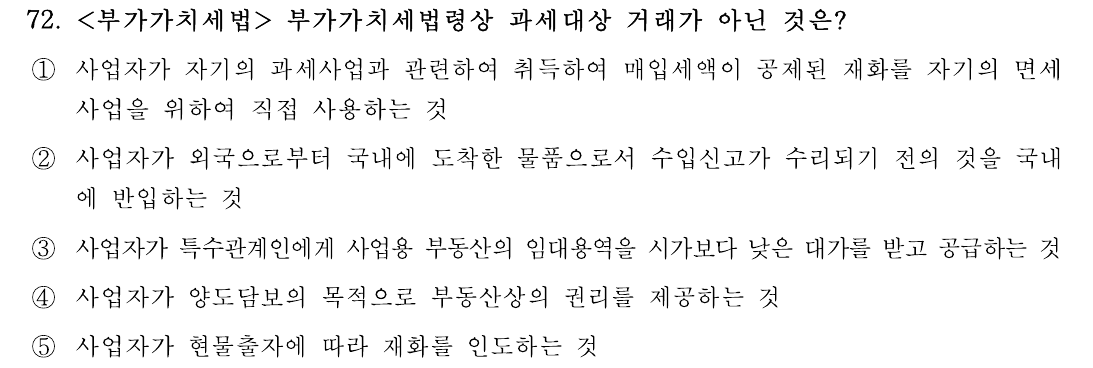 72. <부가가치세법> 부가가치세법령상 과세대상 거래가 아닌 것은?
① 사업자가 자기의 과세사업과 관련하여 취득하여 매입세액이 공제된 재화를 자기의 면세
사업을 위하여 직접 사용하는 것
② 사업자가 외국으로부터 국내에 도착한 물품으로서 수입신고가 수리되기 전의 것을 국내
에 반입하는 것
③ 사업자가 특수관계인에게 사업용 부동산의 임대용역을 시가보다 낮은 대가를 받고 공급하는 것
④ 사업자가 양도담보의 목적으로 부동산상의 권리를 제공하는 것
⑤ 사업자가 현물출자에 따라 재화를 인도하는 것